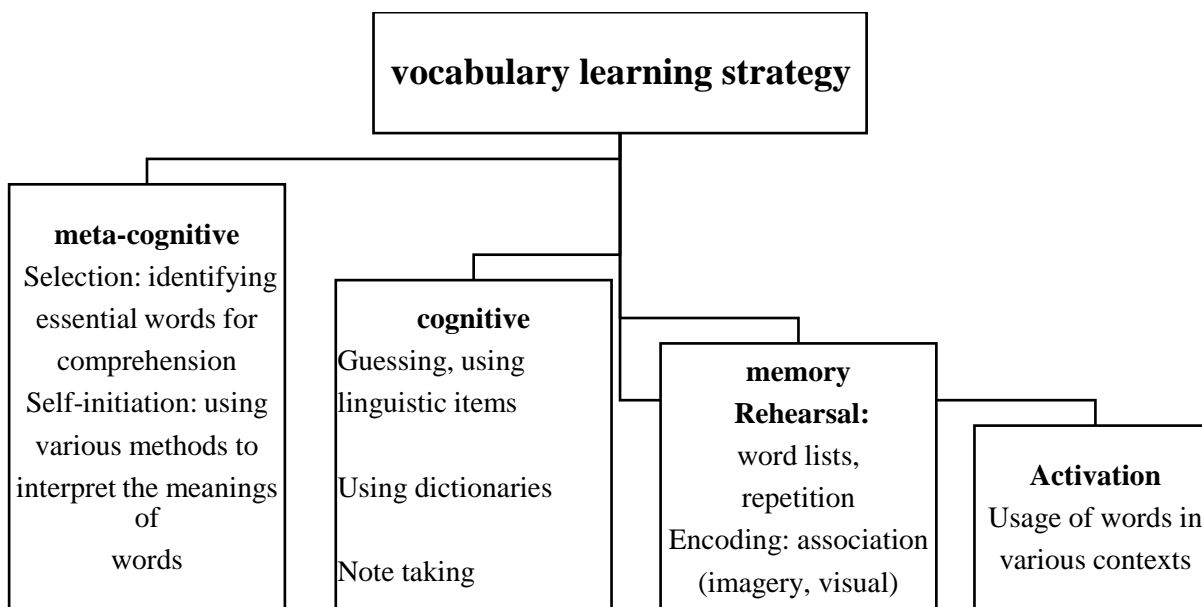 vocabulary learning strategy
meta-cognitive
Selection: identifying
essential words for
comprehension
Self-initiation: using
various methods to
interpret the meanings
of
words
cognitive
Guessing, using
linguistic items
Using dictionaries
Note taking
memory
Rehearsal:
word lists,
repetition
Encoding: association
(imagery, visual)
Activation
Usage of words in
various contexts